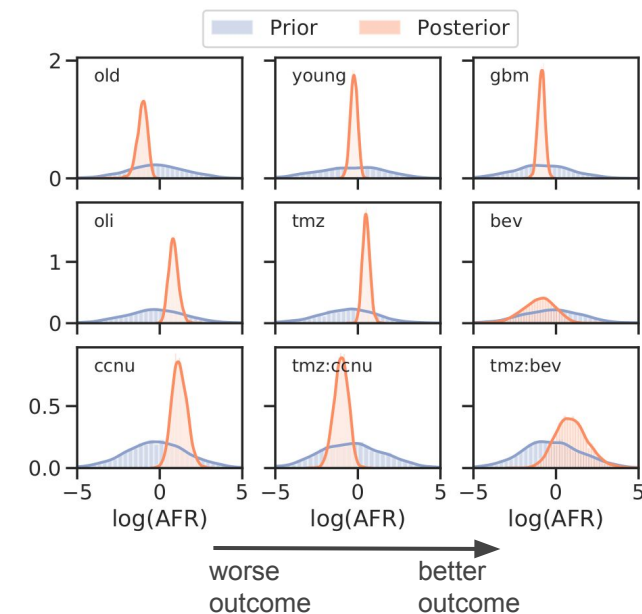 Prior Posterior
2 old young gbm
0
oli tmz bev
1
0
ccnu tmz:ccnu tmz:bev
0.5
0.0
−5 0 5 −5 0 5 −5 0 5
log(AFR) log(AFR) log(AFR)
worse better
outcome outcome